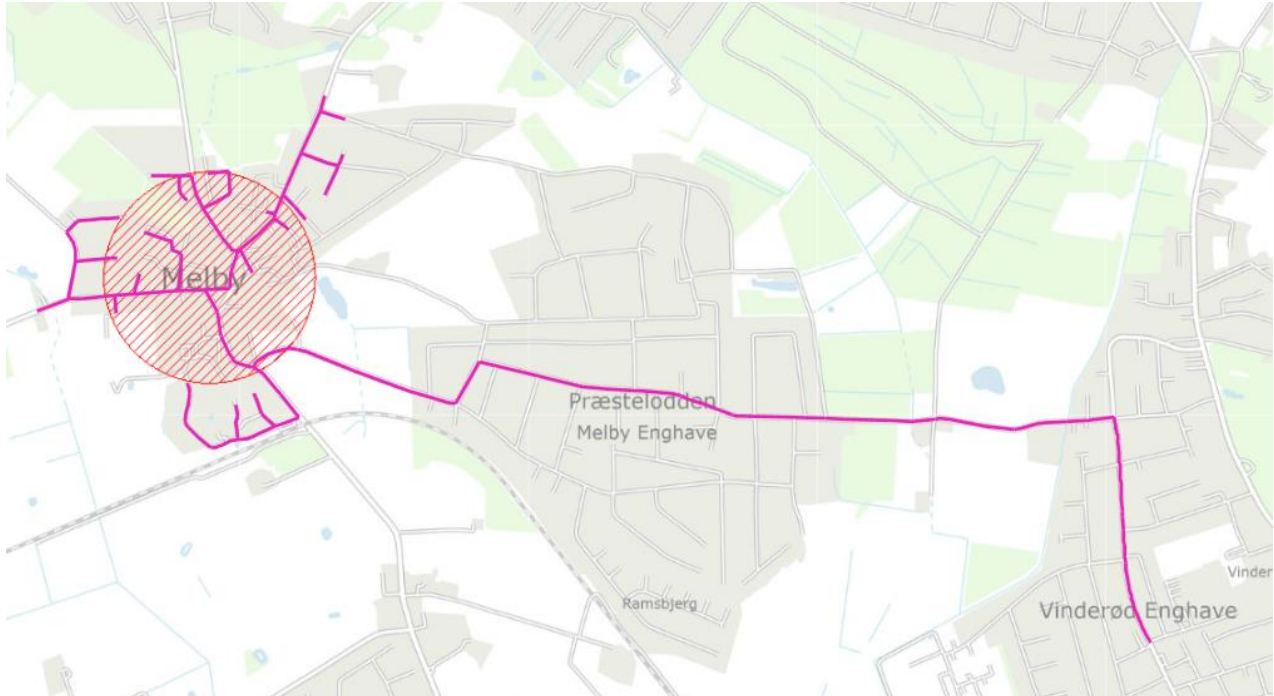 Melby
Præstelodden
Melby Enghave
Ramsbjerg
Vinder
Vinderød Enghave